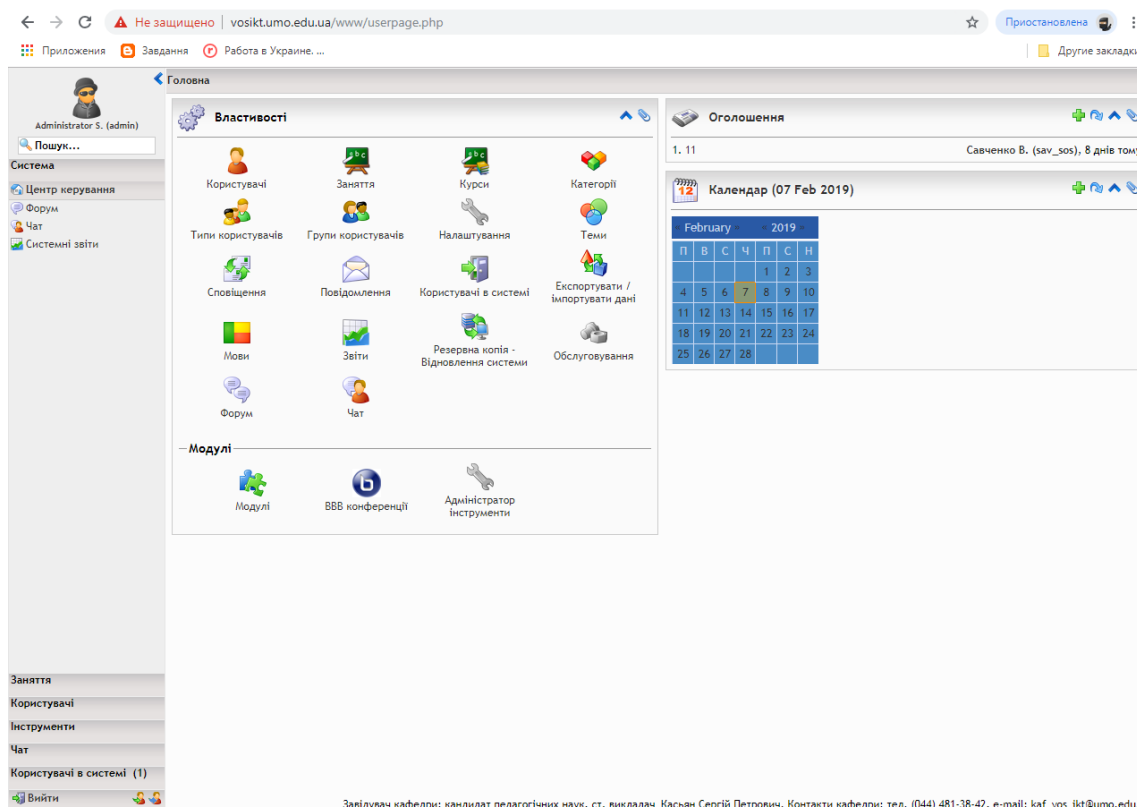 Не защищено | vosikt.umo.edu.ua/www/userpage.php
Приостановлена
Приложения Завдання Работа в Украине. ...
Другие закладки
Administrator S. (admin)
Пошук...
Система
Центр керування
Форум
Чат
Системні звіти
Заняття
Користувачі
Інструменти
Чат
Користувачі в системі (1)
Вийти
Головна
Властивості
Користувачі Заняття Курси Категорії
Типи користувачів Групи користувачів Налаштування Теми
Сповіщення Повідомлення Користувачі в системі Експортувати /
імпортувати дані
Мови Звіти Резервна копія - Обслуговування
Відновлення системи
Форум Чат
Модулі
Модулі BBB конференції Адміністратор
інструменти
Оголошення
1. 11 Савченко В. (sav_sos), 8 днів тому
12
Календар (07 Feb 2019)
« February » « 2019 »
П В С Ч П С Н
1 2 3
4 5 6 7 8 9 10
11 12 13 14 15 16 17
18 19 20 21 22 23 24
25 26 27 28
Завідувач кафедри: кандидат педагогічних наук, ст. викладач Касьян Сергій Петрович. Контакти кафедри: тел. (044) 481-38-42, e-mail: kaf_vos_ikt@umo.edu